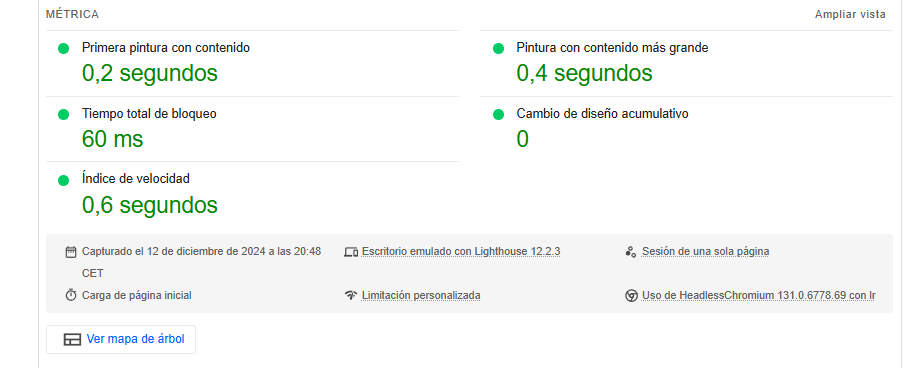 MÉTRICA
Ampliar vista
Primera pintura con contenido
0,2 segundos
Pintura con contenido más grande
0,4 segundos
Tiempo total de bloqueo
60 ms
Cambio de diseño acumulativo
0
Índice de velocidad
0,6 segundos
Capturado el 12 de diciembre de 2024 a las 20:48
CET
Escritorio emulado con Lighthouse 12.2.3
Sesión de una sola página
Carga de página inicial
Limitación personalizada
Uso de HeadlessChromium 131.0.6778.69 con lr
Ver mapa de árbol